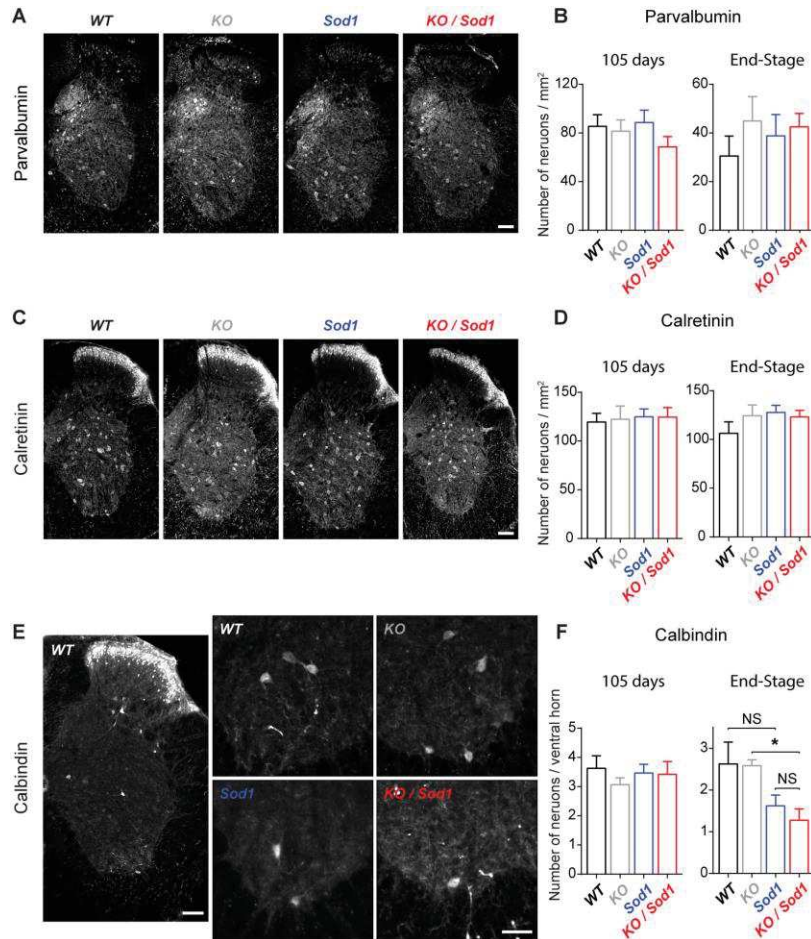 A
WT
KO
Sod1
KO / Sod1
Parvalbumin
B
Parvalbumin
105 days
End-Stage
Number of neruons / mm2
120
80
40
0
WT
KO
Sod1
KO / Sod1
60
40
20
0
WT
KO
Sod1
KO / Sod1
C
WT
KO
Sod1
KO / Sod1
Calretinin
D
Calretinin
105 days
End-Stage
Number of neruons / mm2
150
100
50
0
WT
KO
Sod1
KO / Sod1
150
100
50
0
WT
KO
Sod1
KO / Sod1
E
Calbindin
WT
WT
KO
Sod1
KO / Sod1
F
Calbindin
105 days
End-Stage
Number of neruons / ventral horn
5
4
3
2
1
0
WT
KO
Sod1
KO / Sod1
3
2
1
0
NS
*
NS
WT
KO
Sod1
KO / Sod1